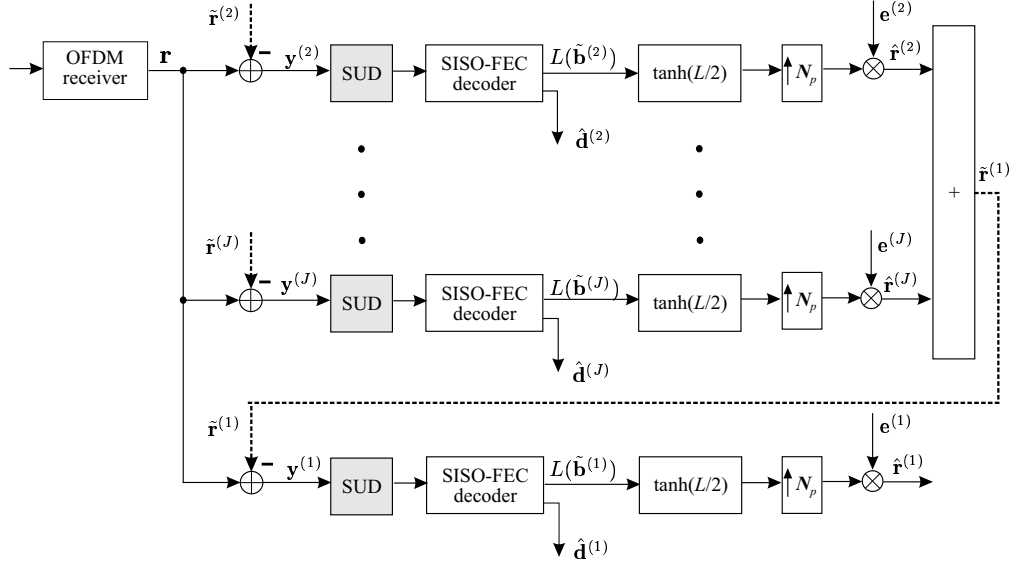 r̃^(2)
e^(2)
OFDM
receiver
r
−
y^(2)
SUD
SISO-FEC
decoder
L(b̃^(2))
tanh(L/2)
↑ N_p
r̂^(2)
d̂^(2)
r̃^(1)
+
r̃^(J)
e^(J)
−
y^(J)
SUD
SISO-FEC
decoder
L(b̃^(J))
tanh(L/2)
↑ N_p
r̂^(J)
d̂^(J)
r̃^(1)
e^(1)
−
y^(1)
SUD
SISO-FEC
decoder
L(b̃^(1))
tanh(L/2)
↑ N_p
r̂^(1)
d̂^(1)